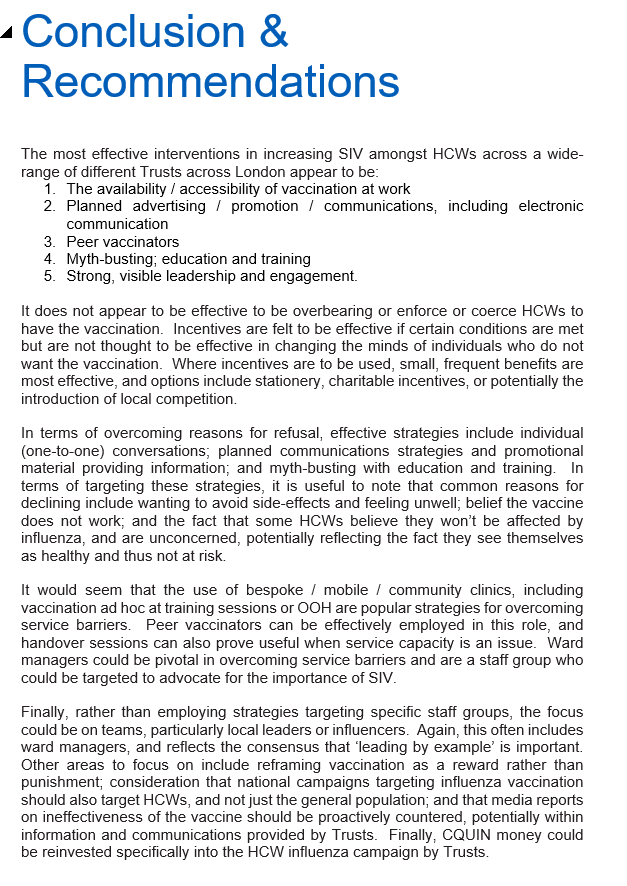 Conclusion &
Recommendations
The most effective interventions in increasing SIV amongst HCWs across a wide-
range of different Trusts across London appear to be:
1. The availability / accessibility of vaccination at work
2. Planned advertising / promotion / communications, including electronic
communication
3. Peer vaccinators
4. Myth-busting; education and training
5. Strong, visible leadership and engagement.
It does not appear to be effective to be overbearing or enforce or coerce HCWs to
have the vaccination. Incentives are felt to be effective if certain conditions are met
but are not thought to be effective in changing the minds of individuals who do not
want the vaccination. Where incentives are to be used, small, frequent benefits are
most effective, and options include stationery, charitable incentives, or potentially the
introduction of local competition.
In terms of overcoming reasons for refusal, effective strategies include individual
(one-to-one) conversations; planned communications strategies and promotional
material providing information; and myth-busting with education and training. In
terms of targeting these strategies, it is useful to note that common reasons for
declining include wanting to avoid side-effects and feeling unwell; belief the vaccine
does not work; and the fact that some HCWs believe they won't be affected by
influenza, and are unconcerned, potentially reflecting the fact they see themselves
as healthy and thus not at risk.
It would seem that the use of bespoke / mobile / community clinics, including
vaccination ad hoc at training sessions or OOH are popular strategies for overcoming
service barriers. Peer vaccinators can be effectively employed in this role, and
handover sessions can also prove useful when service capacity is an issue. Ward
managers could be pivotal in overcoming service barriers and are a staff group who
could be targeted to advocate for the importance of SIV.
Finally, rather than employing strategies targeting specific staff groups, the focus
could be on teams, particularly local leaders or influencers. Again, this often includes
ward managers, and reflects the consensus that 'leading by example' is important.
Other areas to focus on include reframing vaccination as a reward rather than
punishment; consideration that national campaigns targeting influenza vaccination
should also target HCWs, and not just the general population; and that media reports
on ineffectiveness of the vaccine should be proactively countered, potentially within
information and communications provided by Trusts. Finally, CQUIN money could
be reinvested specifically into the HCW influenza campaign by Trusts.